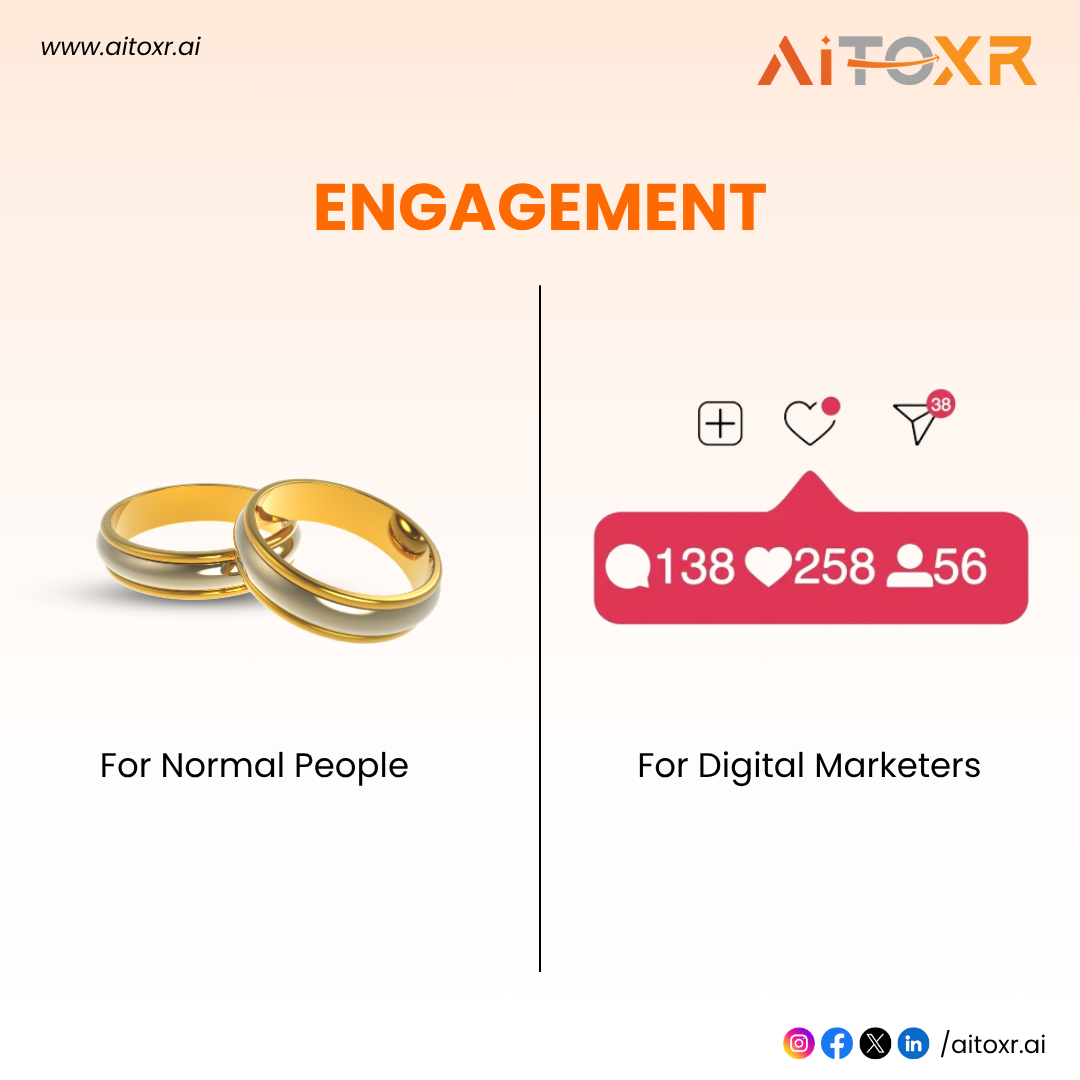 www.aitoxr.ai
AiTOXR
ENGAGEMENT
38
138 258 56
For Normal People
For Digital Marketers
/aitoxr.ai